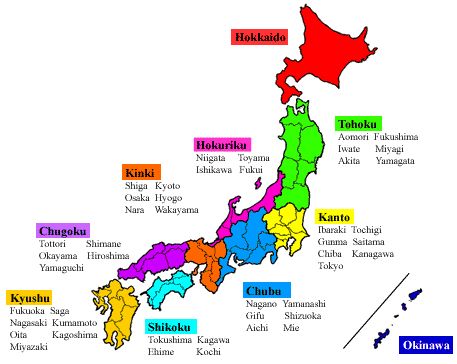 Hokkaido
Tohoku
Aomori Fukushima
Iwate Miyagi
Akita Yamagata
Hokuriku
Niigata Toyama
Ishikawa Fukui
Kinki
Shiga Kyoto
Osaka Hyogo
Nara Wakayama
Kanto
Ibaraki Tochigi
Gunma Saitama
Chiba Kanagawa
Tokyo
Chugoku
Tottori Shimane
Okayama Hiroshima
Yamaguchi
Chubu
Nagano Yamanashi
Gifu Shizuoka
Aichi Mie
Kyushu
Fukuoka Saga
Nagasaki Kumamoto
Oita Kagoshima
Miyazaki
Shikoku
Tokushima Kagawa
Ehime Kochi
Okinawa